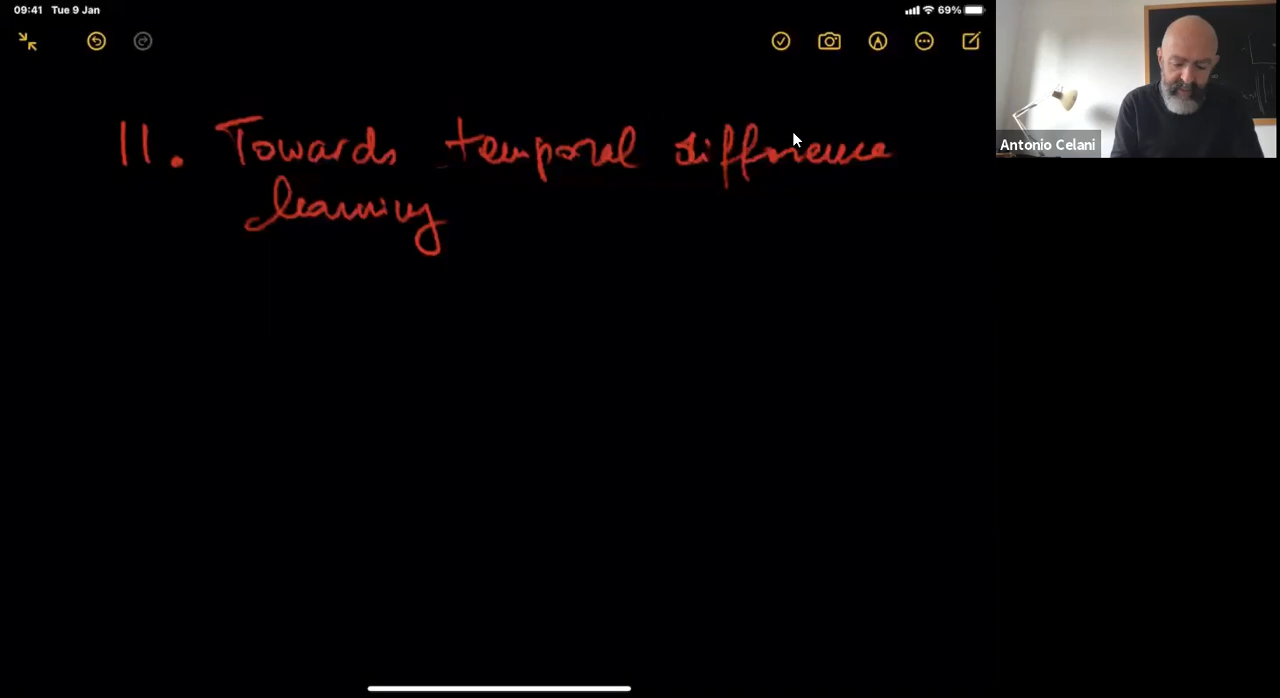 09:41 Tue 9 Jan
69%
Antonio Celani
11. Towards temporal difference
learning